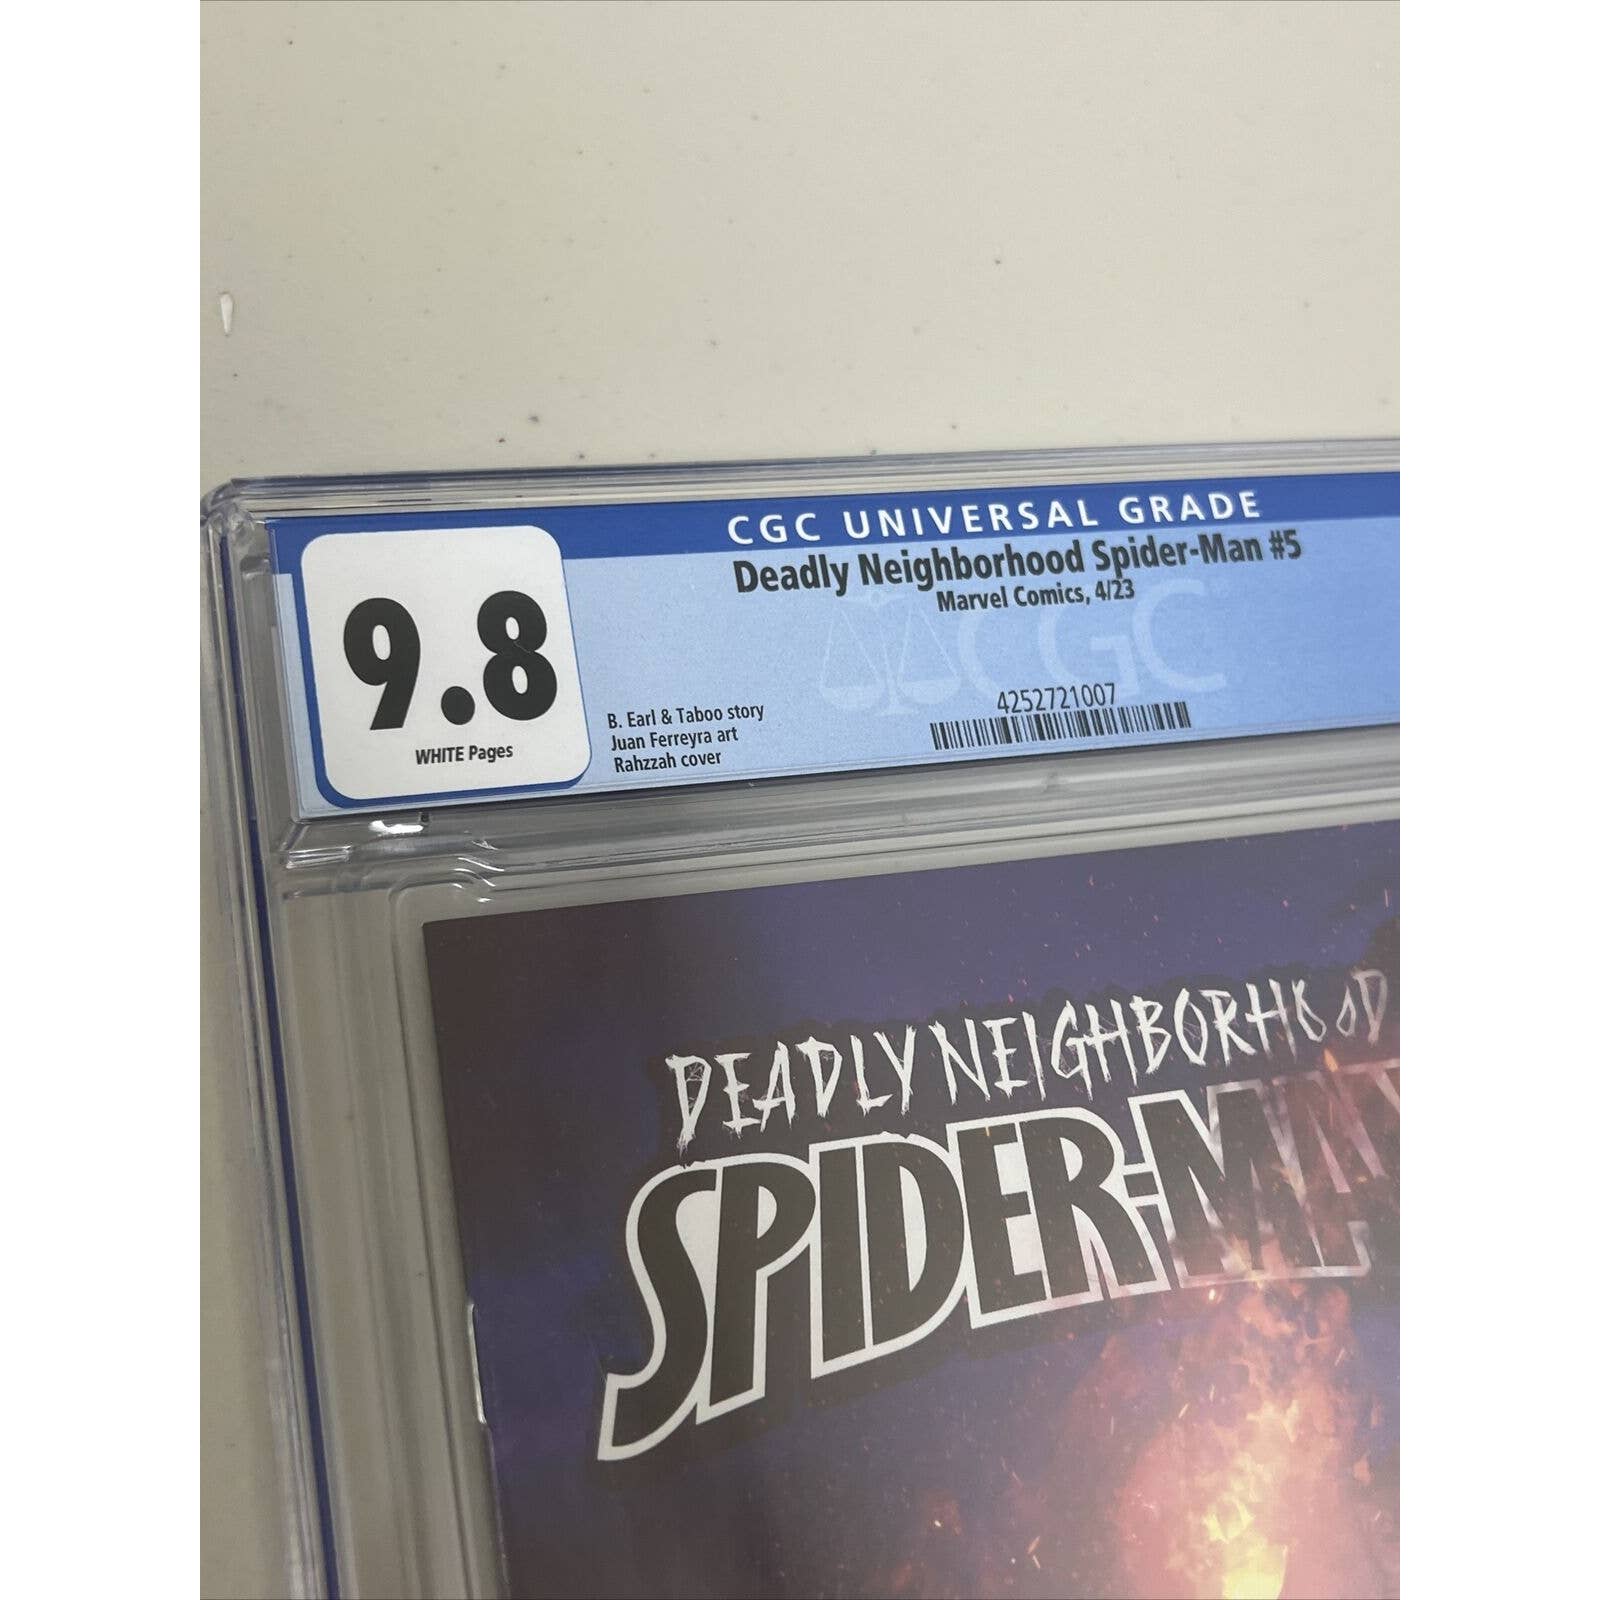 CGC UNIVERSAL GRADE
Deadly Neighborhood Spider-Man #5
Marvel Comics, 4/23
9.8
WHITE Pages
CGC
4252721007
B. Earl & Taboo story
Juan Ferreyra art
Rahzzah cover
DEADLY NEIGHBORHOOD
SPIDER-MAN